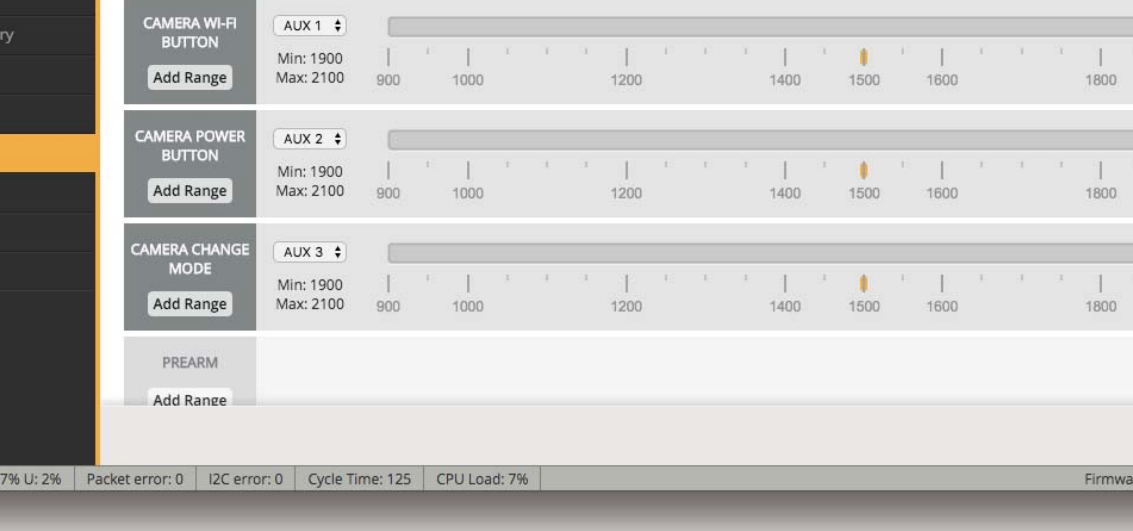 ry
CAMERA WI-FI
BUTTON
Add Range
AUX 1
Min: 1900
Max: 2100
900 1000 1200 1400 1500 1600 1800
CAMERA POWER
BUTTON
Add Range
AUX 2
Min: 1900
Max: 2100
900 1000 1200 1400 1500 1600 1800
CAMERA CHANGE
MODE
Add Range
AUX 3
Min: 1900
Max: 2100
900 1000 1200 1400 1500 1600 1800
PREARM
Add Range
7% U: 2% Packet error: 0 I2C error: 0 Cycle Time: 125 CPU Load: 7% Firmwa